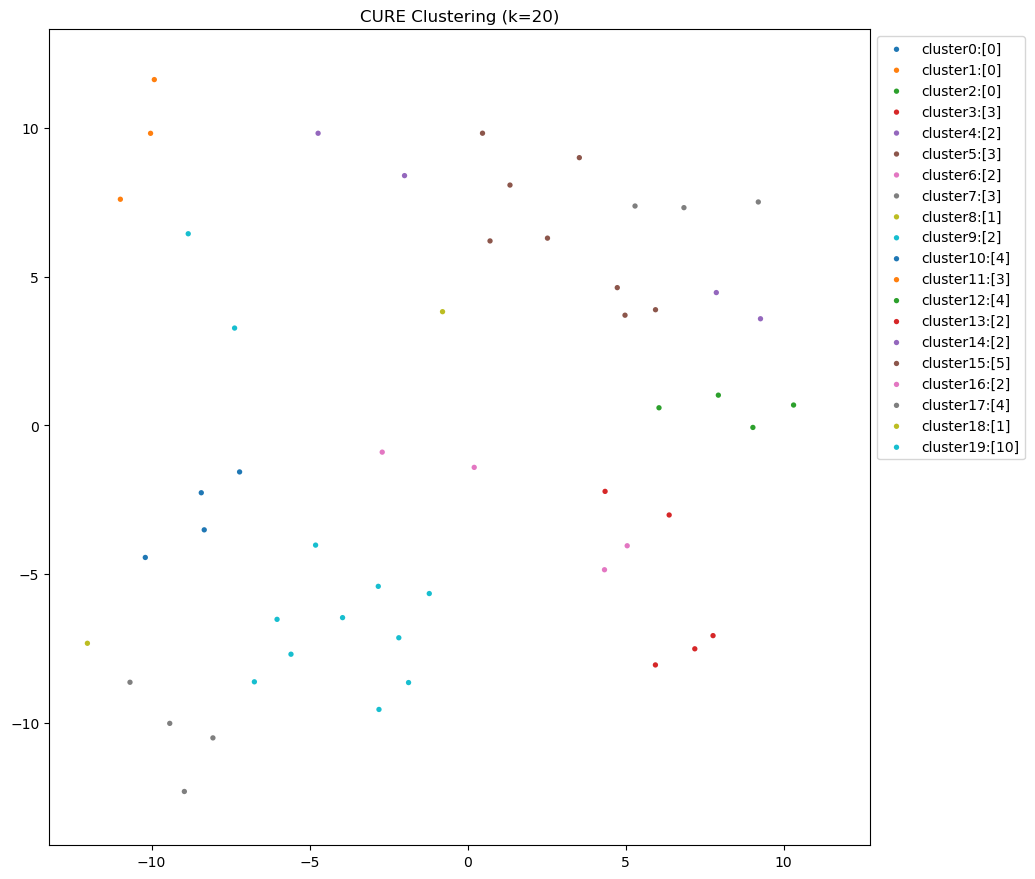 CURE Clustering (k=20)
cluster0:[0]
cluster1:[0]
cluster2:[0]
cluster3:[3]
cluster4:[2]
cluster5:[3]
cluster6:[2]
cluster7:[3]
cluster8:[1]
cluster9:[2]
cluster10:[4]
cluster11:[3]
cluster12:[4]
cluster13:[2]
cluster14:[2]
cluster15:[5]
cluster16:[2]
cluster17:[4]
cluster18:[1]
cluster19:[10]
10
5
0
−5
−10
−10 −5 0 5 10